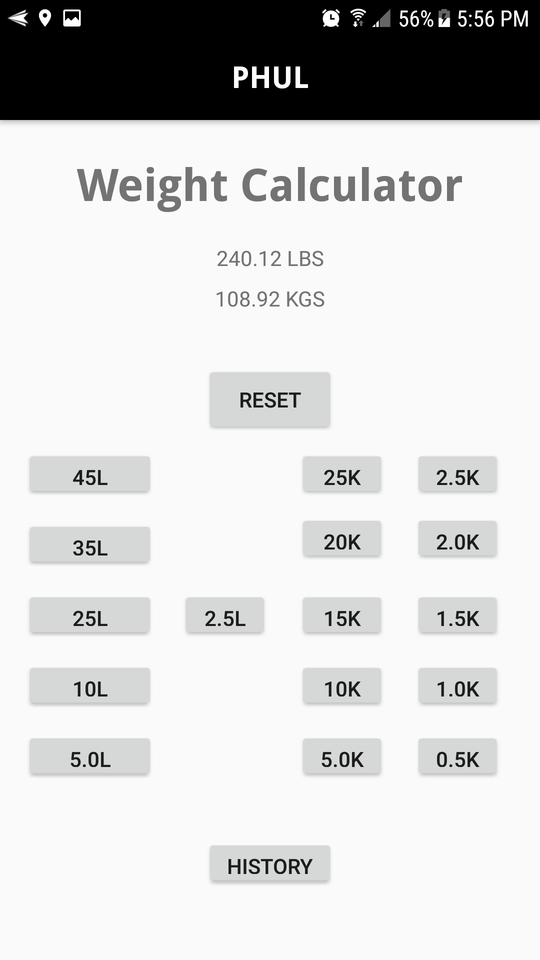 56% 5:56 PM
PHUL
Weight Calculator
240.12 LBS
108.92 KGS
RESET
45L 25K 2.5K
35L 20K 2.0K
25L 2.5L 15K 1.5K
10L 10K 1.0K
5.0L 5.0K 0.5K
HISTORY